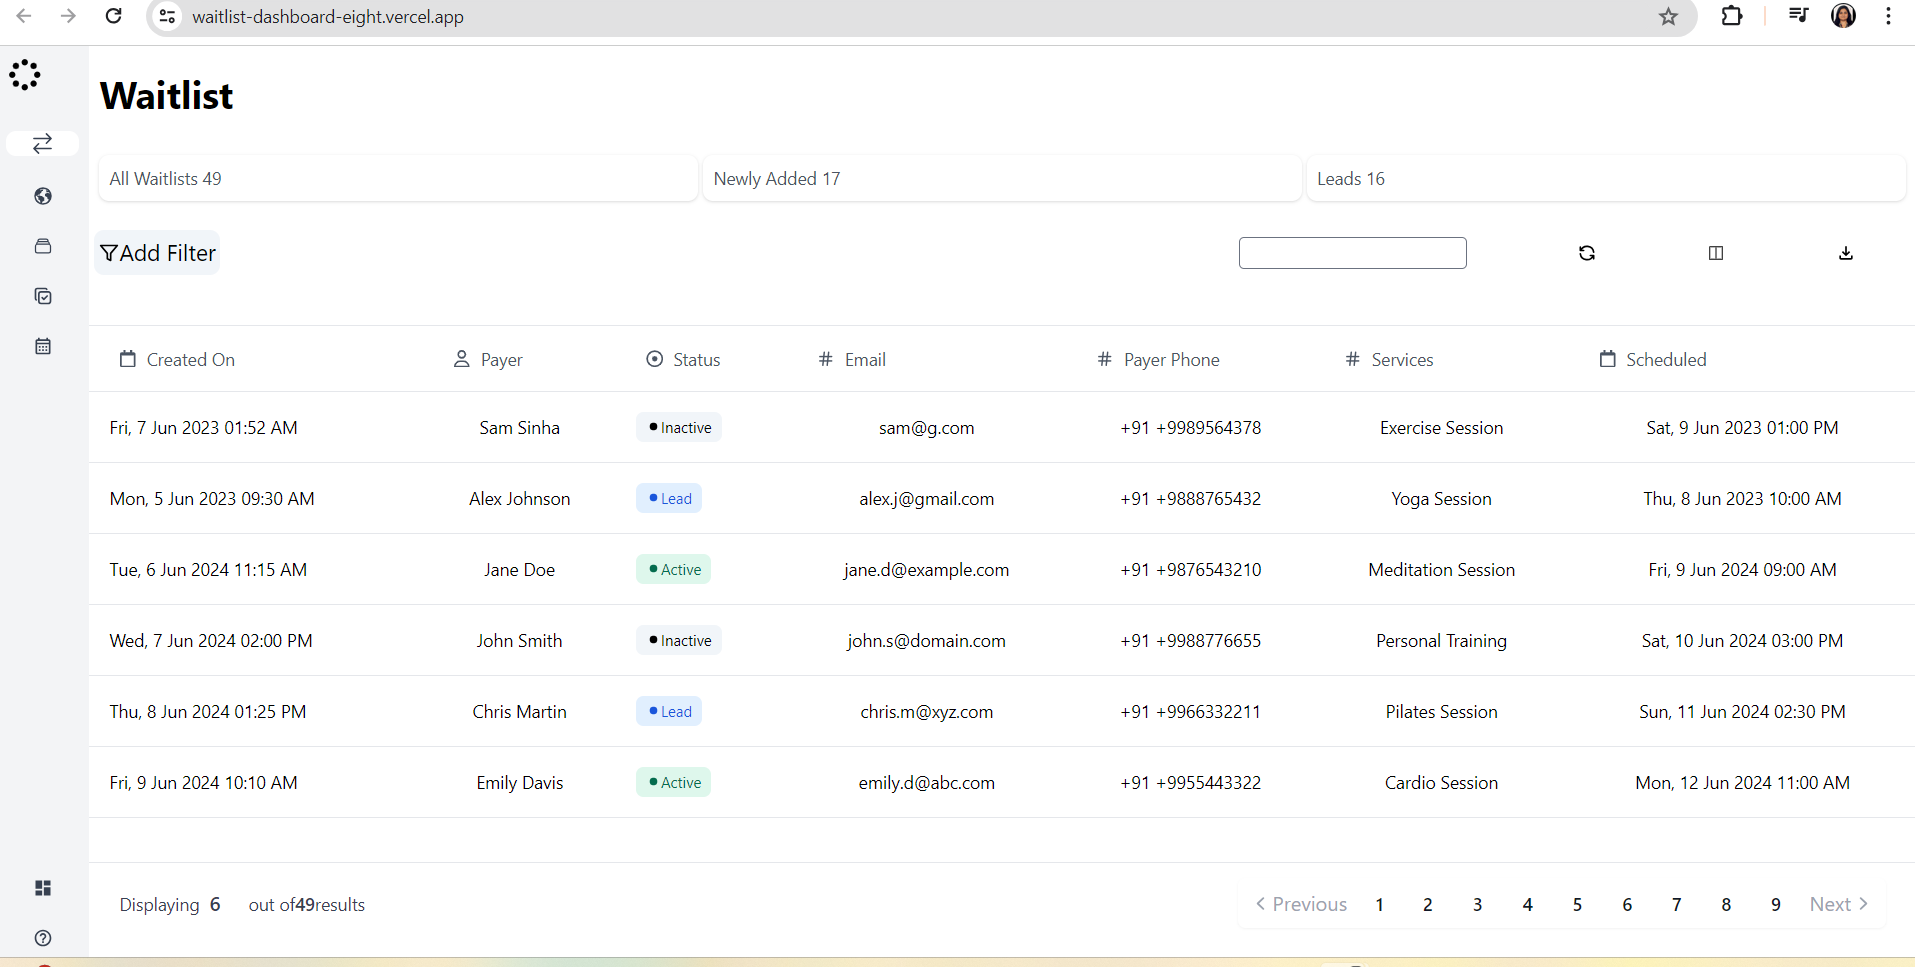 waitlist-dashboard-eight.vercel.app
Waitlist
All Waitlists 49 Newly Added 17 Leads 16
Add Filter
Created On Payer Status # Email # Payer Phone # Services Scheduled
Fri, 7 Jun 2023 01:52 AM Sam Sinha Inactive sam@g.com +91 +9989564378 Exercise Session Sat, 9 Jun 2023 01:00 PM
Mon, 5 Jun 2023 09:30 AM Alex Johnson Lead alex.j@gmail.com +91 +9888765432 Yoga Session Thu, 8 Jun 2023 10:00 AM
Tue, 6 Jun 2024 11:15 AM Jane Doe Active jane.d@example.com +91 +9876543210 Meditation Session Fri, 9 Jun 2024 09:00 AM
Wed, 7 Jun 2024 02:00 PM John Smith Inactive john.s@domain.com +91 +9988776655 Personal Training Sat, 10 Jun 2024 03:00 PM
Thu, 8 Jun 2024 01:25 PM Chris Martin Lead chris.m@xyz.com +91 +9966332211 Pilates Session Sun, 11 Jun 2024 02:30 PM
Fri, 9 Jun 2024 10:10 AM Emily Davis Active emily.d@abc.com +91 +9955443322 Cardio Session Mon, 12 Jun 2024 11:00 AM
Displaying 6 out of49results < Previous 1 2 3 4 5 6 7 8 9 Next >